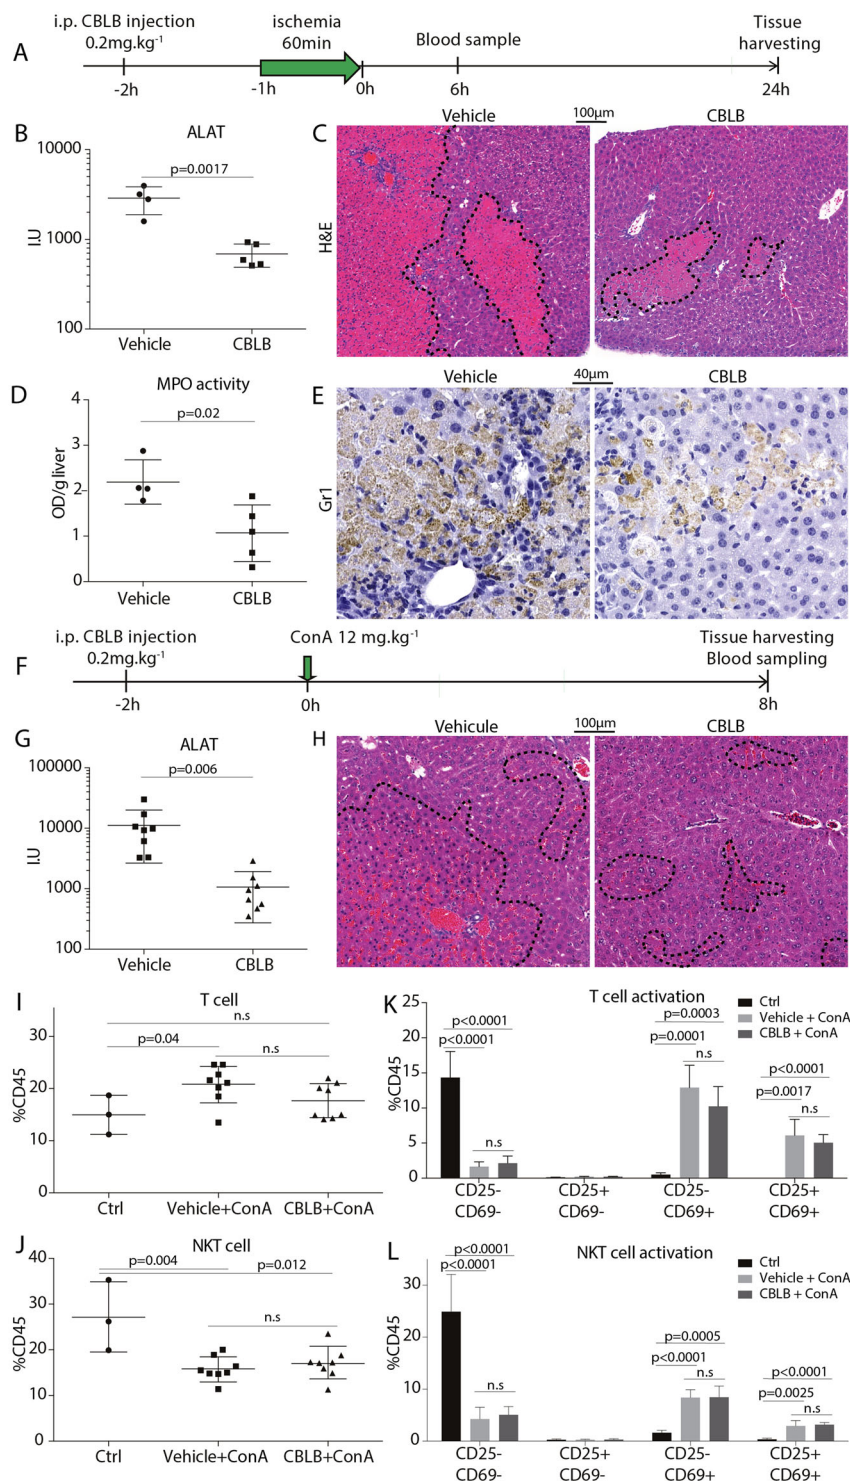 A
i.p. CBLB injection
0.2mg.kg-1
ischemia
60min
Blood sample
Tissue
harvesting
-2h
-1h
0h
6h
24h
B
ALAT
p=0.0017
I.U
10000
1000
100
Vehicle
CBLB
C
Vehicle
100µm
CBLB
H&E
D
MPO activity
p=0.02
OD/gliver
4
3
2
1
0
Vehicle
CBLB
E
Vehicle
40µm
CBLB
Gr1
F
i.p. CBLB injection
0.2mg.kg-1
ConA 12 mg.kg-1
Tissue harvesting
Blood sampling
-2h
0h
8h
G
ALAT
p=0.006
I.U
100000
10000
1000
100
Vehicle
CBLB
H
Vehicule
100µm
CBLB
I
T cell
n.s
p=0.04
n.s
%CD45
30
20
10
0
Ctrl
Vehicle+ConA
CBLB+ConA
J
NKT cell
p=0.004
p=0.012
n.s
%CD45
40
30
20
10
0
Ctrl
Vehicle+ConA
CBLB+ConA
K
T cell activation
Ctrl
Vehicle + ConA
CBLB + ConA
%CD45
25
20
15
10
5
0
p<0.0001
p<0.0001
n.s
p=0.0003
p=0.0001
n.s
p<0.0001
p=0.0017
n.s
CD25-
CD69-
CD25+
CD69-
CD25-
CD69+
CD25+
CD69+
L
NKT cell activation
Ctrl
Vehicle + ConA
CBLB + ConA
%CD45
30
20
10
0
p<0.0001
p<0.0001
n.s
p=0.0005
p<0.0001
n.s
p<0.0001
p=0.0025
n.s
CD25-
CD69-
CD25+
CD69-
CD25-
CD69+
CD25+
CD69+